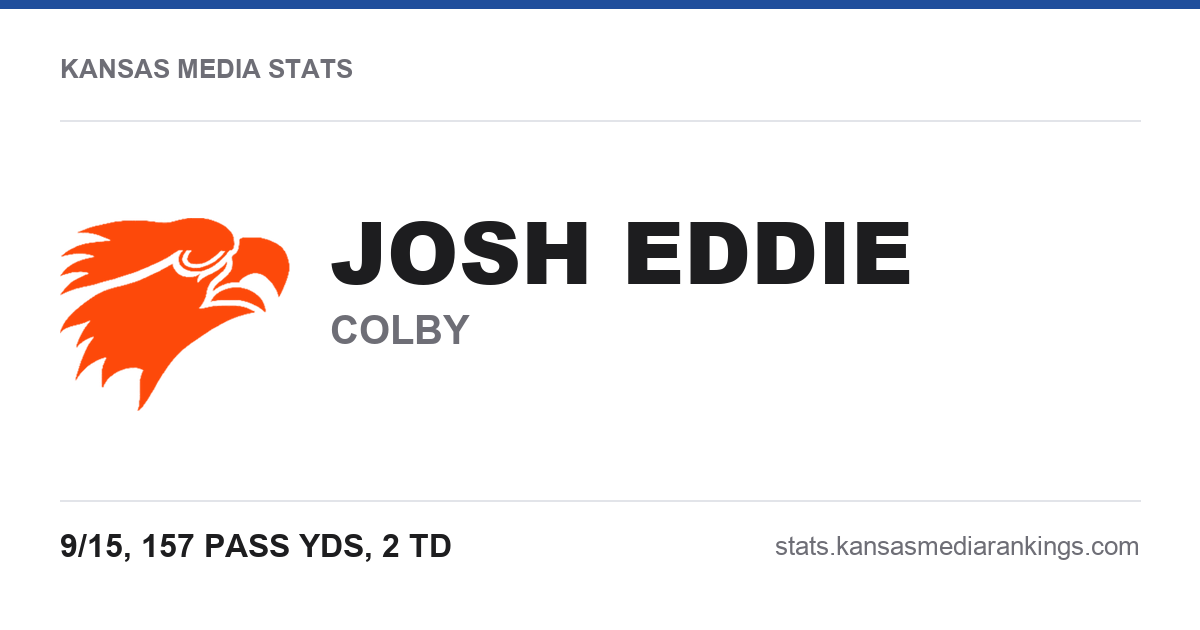 KANSAS MEDIA STATS
JOSH EDDIE
COLBY
9/15, 157 PASS YDS, 2 TD
stats.kansasmediarankings.com